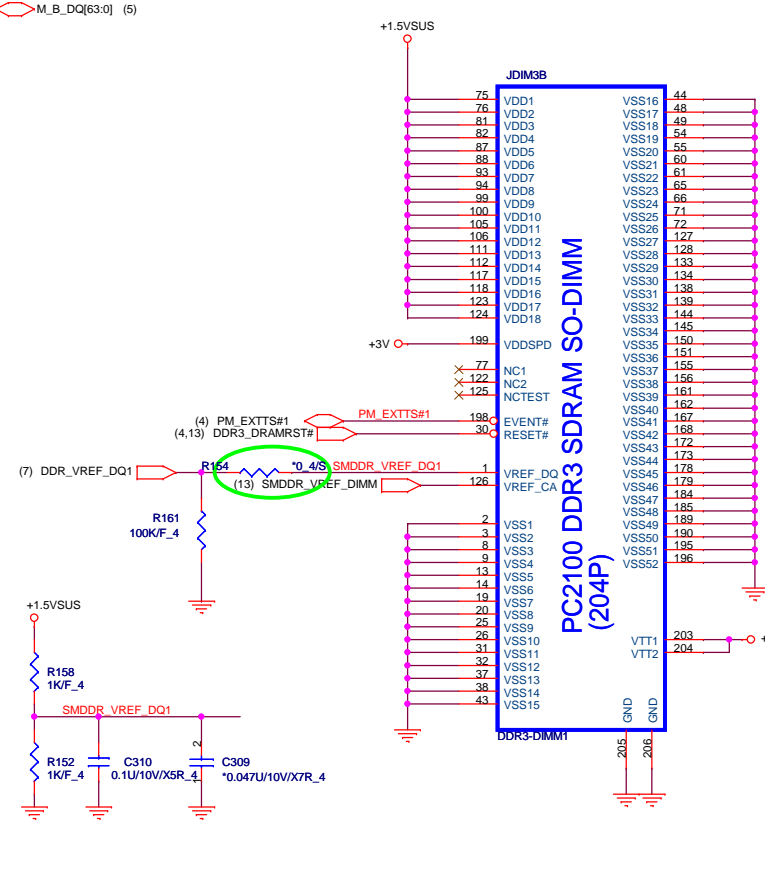 M_B_DQ[63:0] (5)
+1.5VSUS
JDIM3B
75 VDD1
76 VDD2
81 VDD3
82 VDD4
87 VDD5
88 VDD6
93 VDD7
94 VDD8
99 VDD9
100 VDD10
105 VDD11
106 VDD12
111 VDD13
112 VDD14
117 VDD15
118 VDD16
123 VDD17
124 VDD18
+3V 199 VDDSPD
77 NC1
122 NC2
125 NCTEST
(4) PM_EXTTS#1 PM_EXTTS#1 198 EVENT#
(4,13) DDR3_DRAMRST# 30 RESET#
(7) DDR_VREF_DQ1 R154 *0_4/S SMDDR_VREF_DQ1 1 VREF_DQ
(13) SMDDR_VREF_DIMM 126 VREF_CA
R161
100K/F_4
2 VSS1
3 VSS2
8 VSS3
9 VSS4
13 VSS5
14 VSS6
19 VSS7
20 VSS8
25 VSS9
26 VSS10
31 VSS11
32 VSS12
37 VSS13
38 VSS14
43 VSS15
PC2100 DDR3 SDRAM SO-DIMM
(204P)
VSS16 44
VSS17 48
VSS18 49
VSS19 54
VSS20 55
VSS21 60
VSS22 61
VSS23 65
VSS24 66
VSS25 71
VSS26 72
VSS27 127
VSS28 128
VSS29 133
VSS30 134
VSS31 138
VSS32 139
VSS33 144
VSS34 145
VSS35 150
VSS36 151
VSS37 155
VSS38 156
VSS39 161
VSS40 162
VSS41 167
VSS42 168
VSS43 172
VSS44 173
VSS45 178
VSS46 179
VSS47 184
VSS48 185
VSS49 189
VSS50 190
VSS51 195
VSS52 196
VTT1 203
VTT2 204
+
GND 205
GND 206
DDR3-DIMM1
+1.5VSUS
R158
1K/F_4
SMDDR_VREF_DQ1
R152
1K/F_4
C310
0.1U/10V/X5R_4
2
1
C309
*0.047U/10V/X7R_4